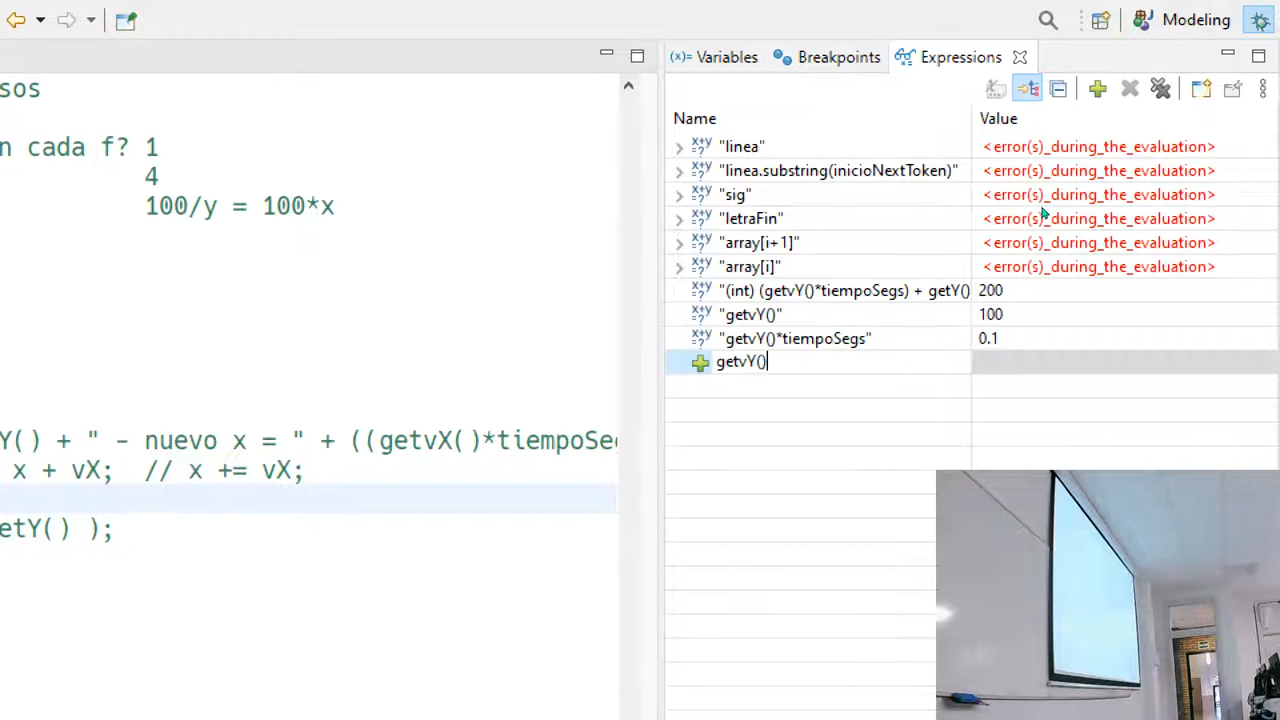 Modeling
sos
n cada f? 1
4
100/y = 100*x
Y() + " - nuevo x = " + ((getvX()*tiempoSeg
x + vX;  // x += vX;
etY() );
(x)= Variables
Breakpoints
Expressions
Name Value
"linea" <error(s)_during_the_evaluation>
"linea.substring(inicioNextToken)" <error(s)_during_the_evaluation>
"sig" <error(s)_during_the_evaluation>
"letraFin" <error(s)_during_the_evaluation>
"array[i+1]" <error(s)_during_the_evaluation>
"array[i]" <error(s)_during_the_evaluation>
"(int) (getvY()*tiempoSegs) + getY() 200
"getvY()" 100
"getvY()*tiempoSegs" 0.1
getvY()